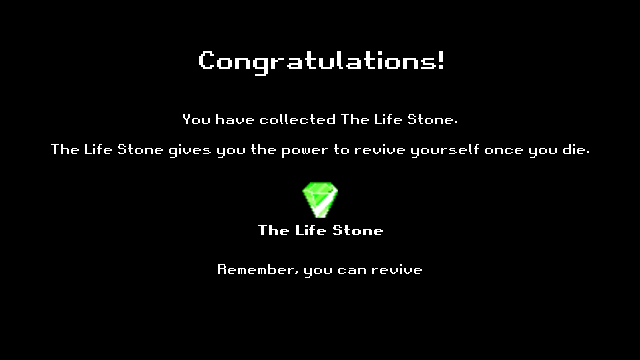 Congratulations!
You have collected The Life Stone.
The Life Stone gives you the power to revive yourself once you die.
The Life Stone
Remember, you can revive